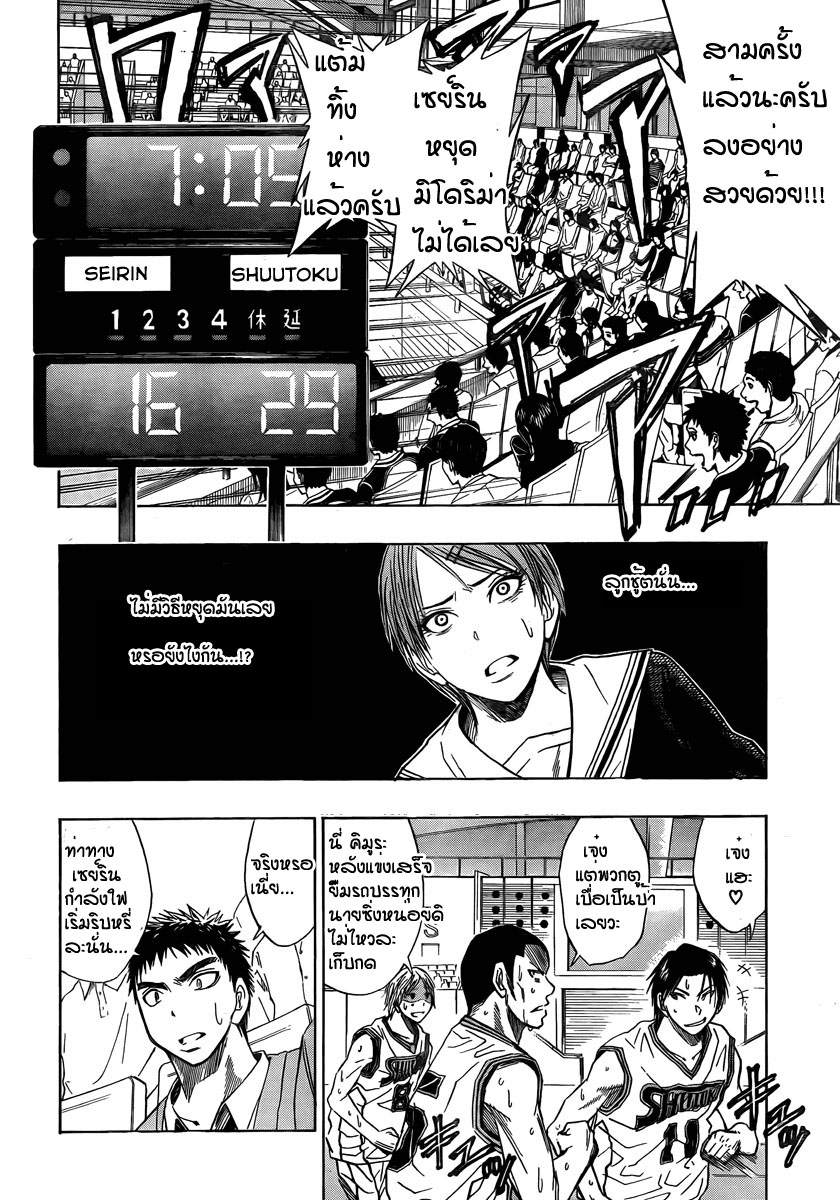 สามครั้ง
แล้วนะครับ
ลงอย่าง
สวยด้วย!!!
เซย์ริน
หยุด
มิโดริม่า
ไม่ได้เลย
แต้ม
ทิ้ง
ห่าง
แล้วครับ
7:05
SEIRIN
SHUUTOKU
1 2 3 4 休 延
16 29
ลูกชู้ตนั่น...
ไม่มีวิธีหยุดมันเลย
หรอยังไงกัน...!?
เจ๋ง
แฮะ
♡
เจ๋ง
แต่พวกตู
เบื่อเป็นบ้า
เลยวะ
นี่ คิมูระ
หลังแข่งเสร็จ
ยืมรถบรรทุก
นายซิ่งหน่อยดิ
ไม่ไหวละ
เก็บกด
SHUTOKU
11
8
จริงหรอ
เนี่ย...
ท่าทาง
เซย์ริน
กำลังไฟ
เริ่มริบหรี่
ละนั่น...